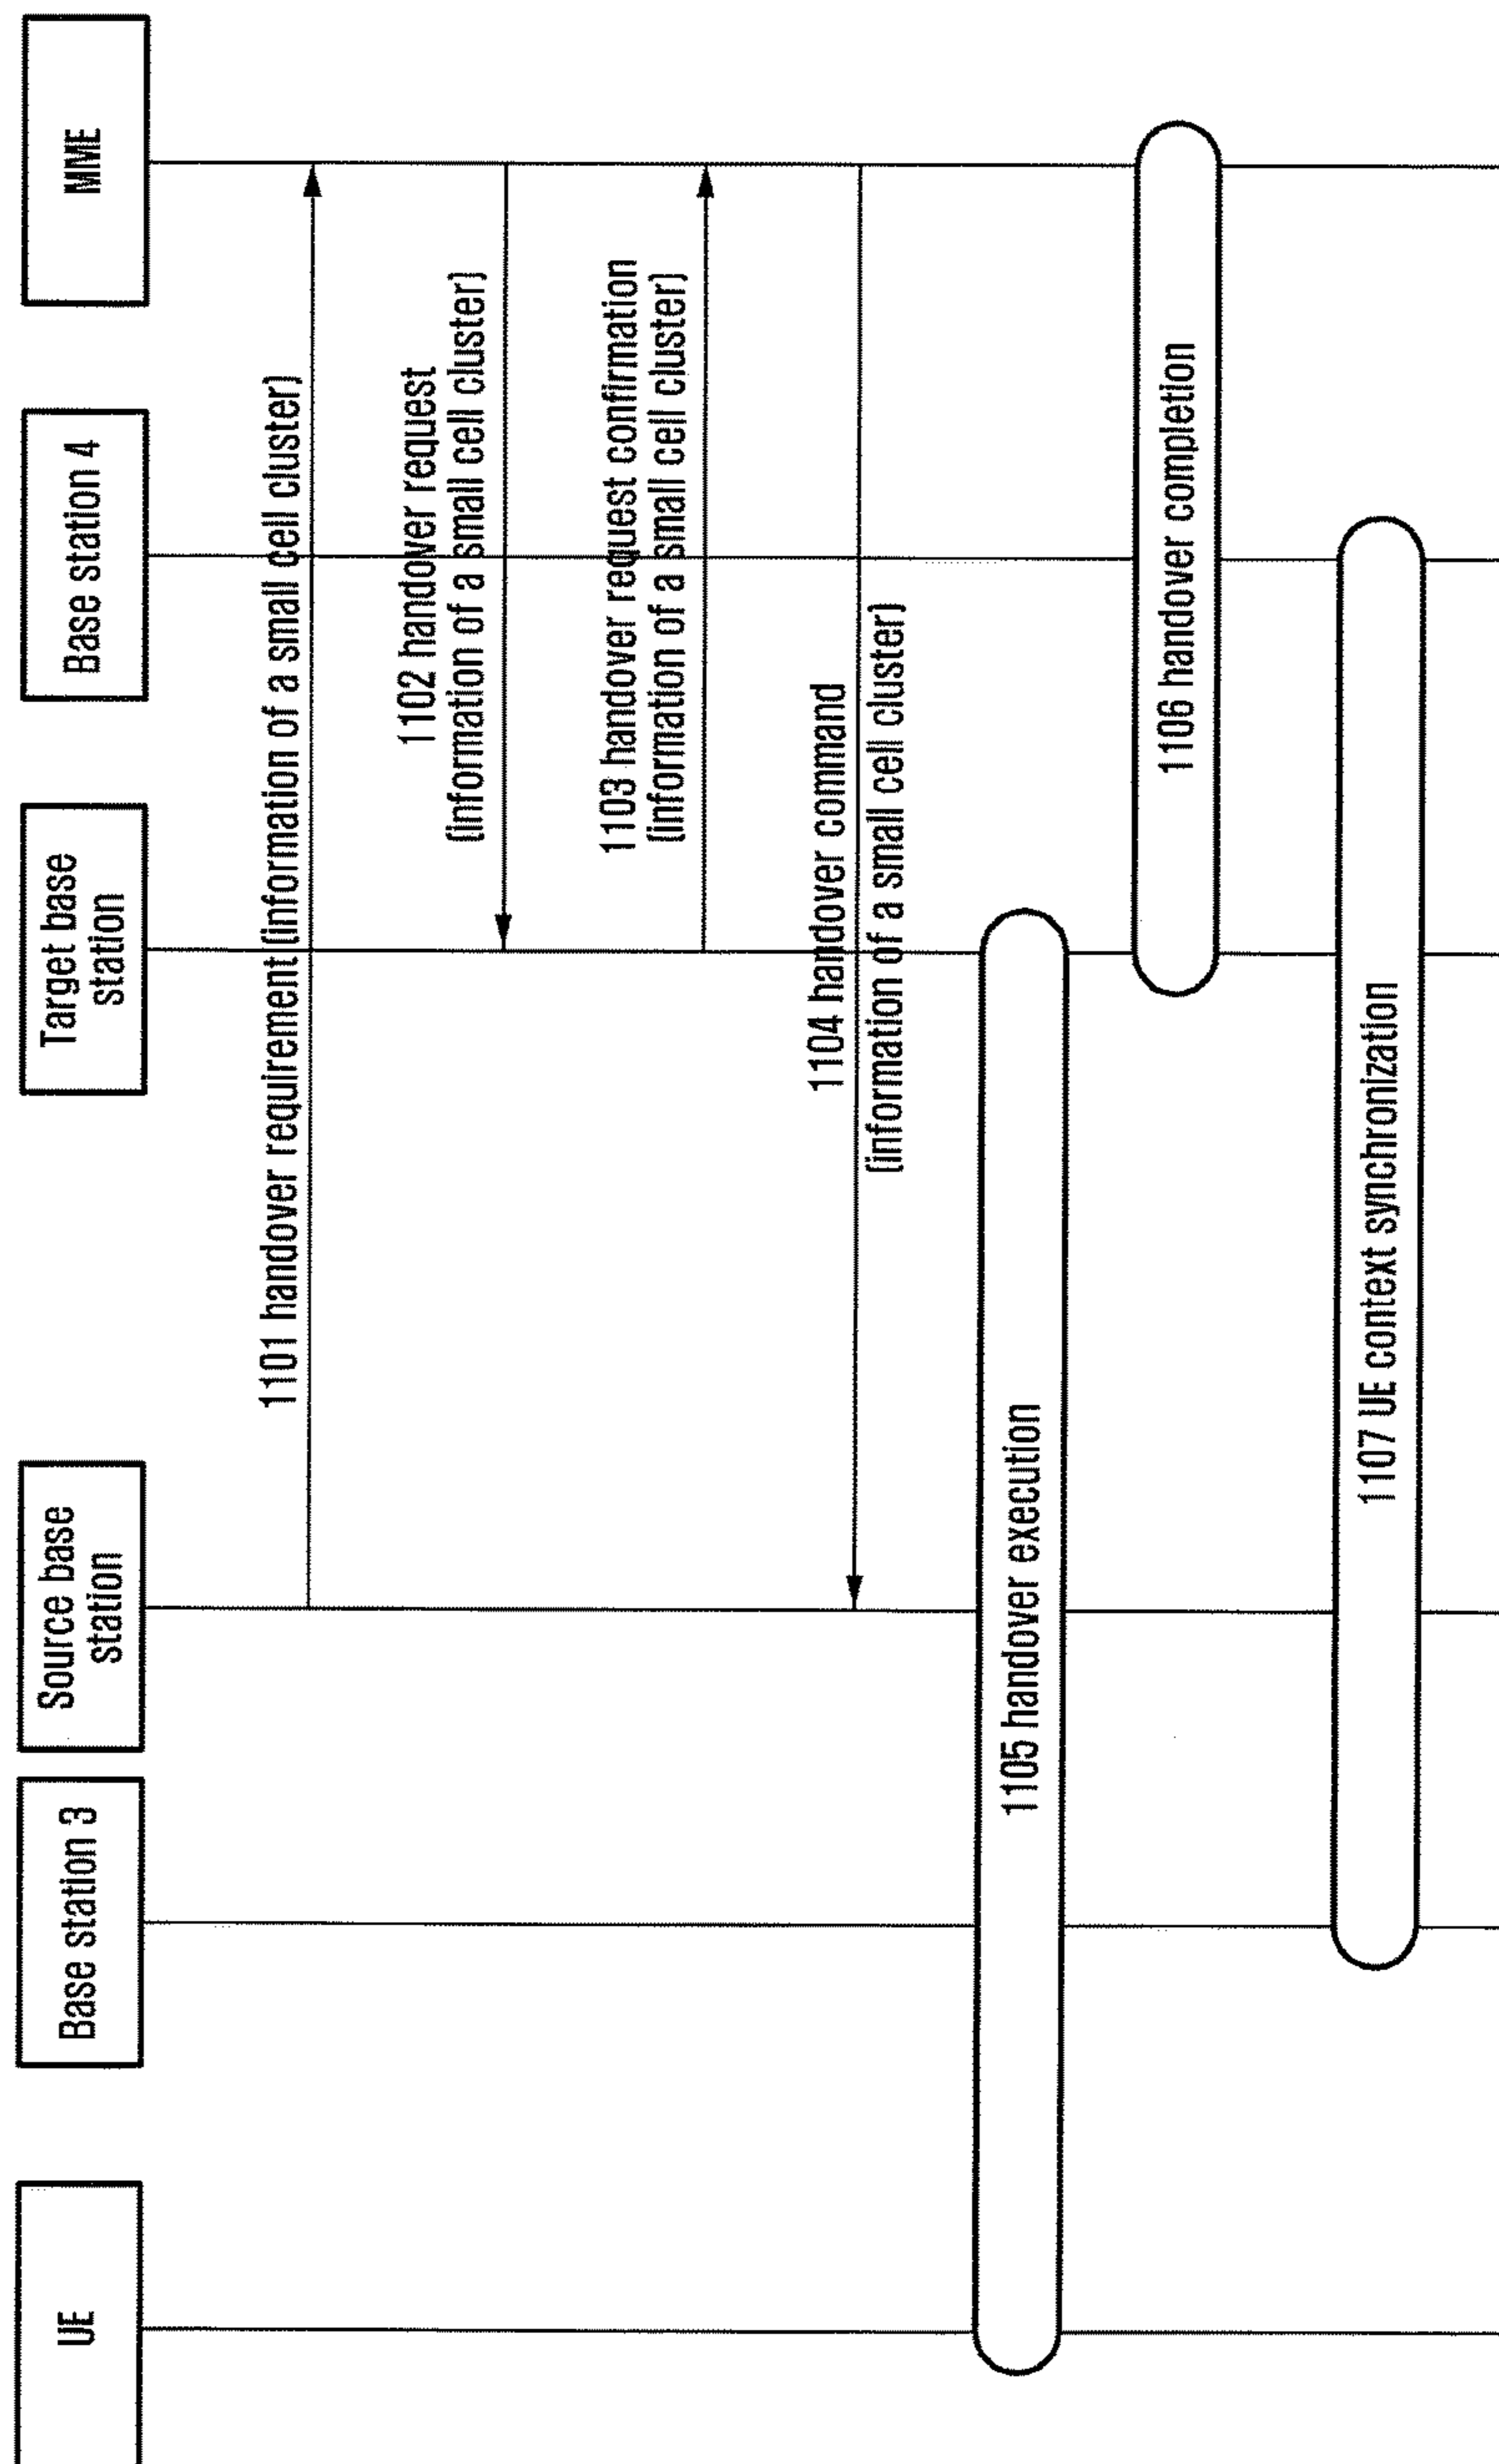 UE
Base station 3
Source base
station
Target base
station
Base station 4
MME
1101 handover requirement (information of a small cell cluster)
1102 handover request
(information of a small cell cluster)
1103 handover request confirmation
(information of a small cell cluster)
1104 handover command
(information of a small cell cluster)
1105 handover execution
1106 handover completion
1107 UE context synchronization